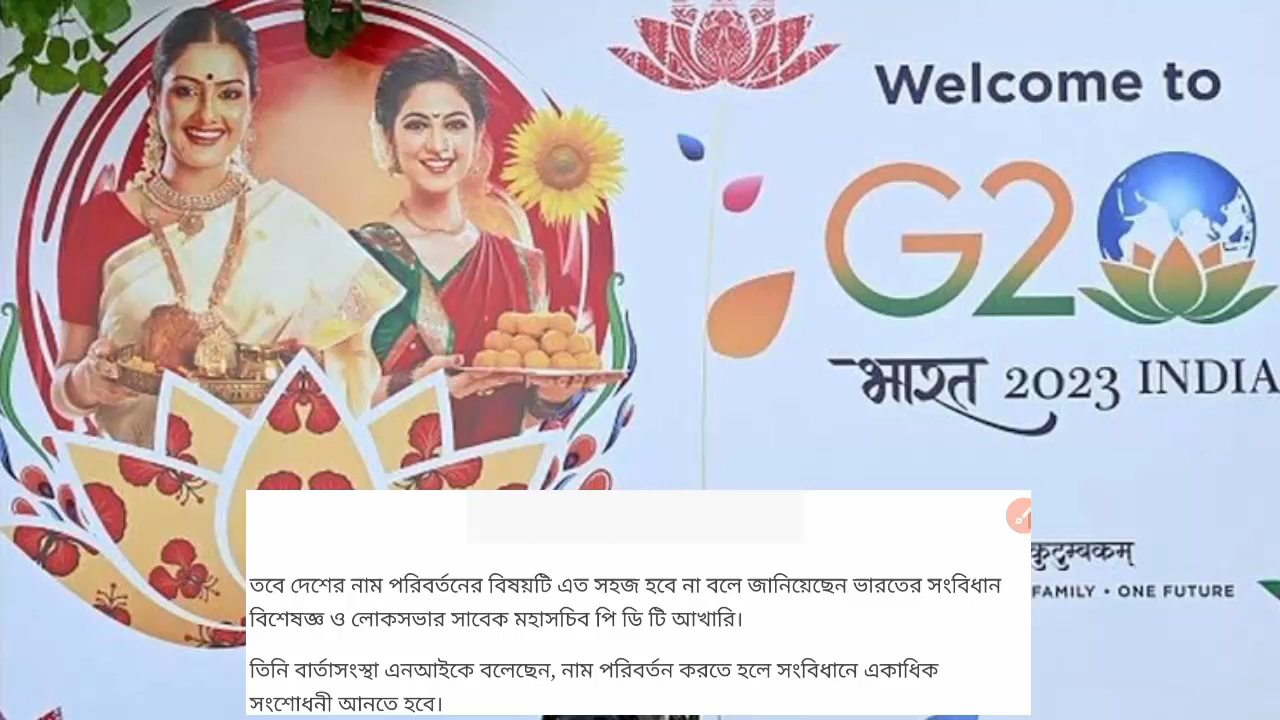 Welcome to
G20
भारत 2023 INDIA
कुटुम्बकम्
FAMILY • ONE FUTURE
তবে দেশের নাম পরিবর্তনের বিষয়টি এত সহজ হবে না বলে জানিয়েছেন ভারতের সংবিধান
বিশেষজ্ঞ ও লোকসভার সাবেক মহাসচিব পি ডি টি আখারি।
তিনি বার্তাসংস্থা এনআইকে বলেছেন, নাম পরিবর্তন করতে হলে সংবিধানে একাধিক
সংশোধনী আনতে হবে।